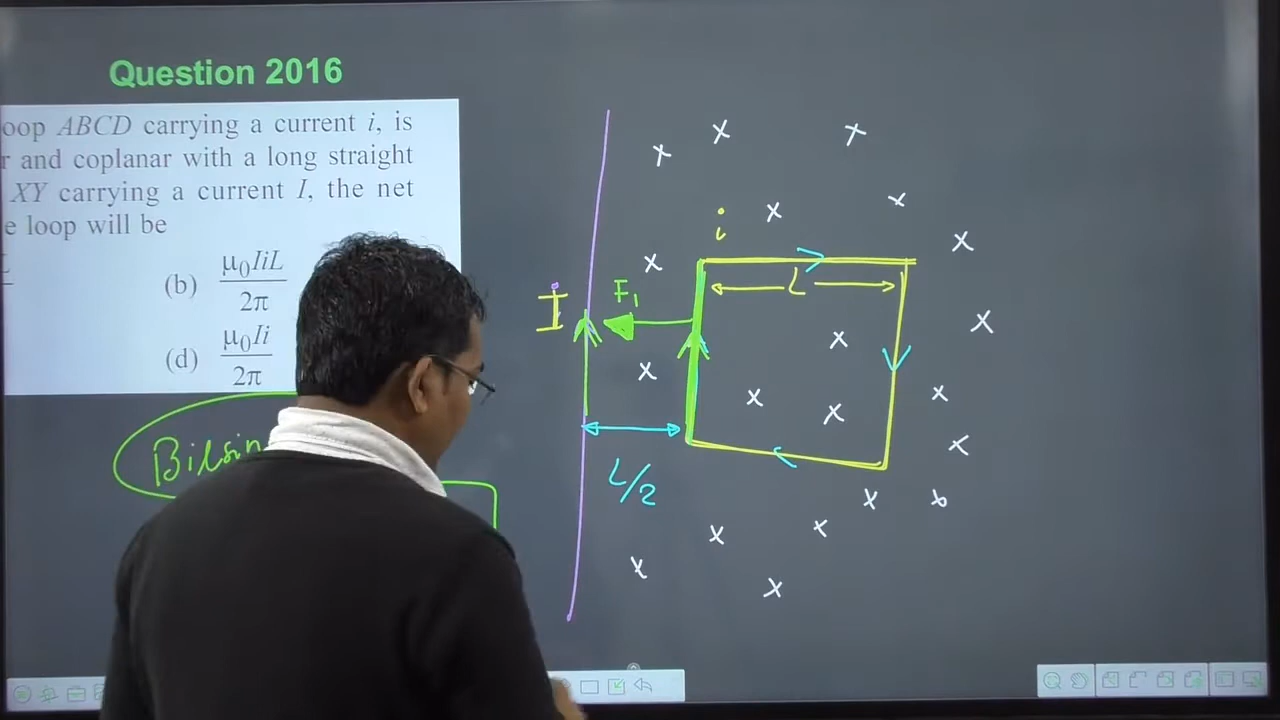 Question 2016
oop ABCD carrying a current i, is
r and coplanar with a long straight
XY carrying a current I, the net
e loop will be
(b) μ₀IiL
2π
(d) μ₀Ii
2π
Bilsin
I
i
F₁
L
L/2